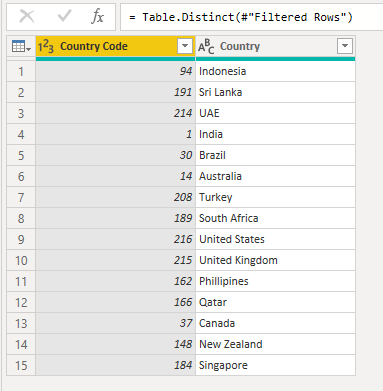 fx = Table.Distinct(#"Filtered Rows")
1²3 Country Code ABC Country
1 94 Indonesia
2 191 Sri Lanka
3 214 UAE
4 1 India
5 30 Brazil
6 14 Australia
7 208 Turkey
8 189 South Africa
9 216 United States
10 215 United Kingdom
11 162 Phillipines
12 166 Qatar
13 37 Canada
14 148 New Zealand
15 184 Singapore